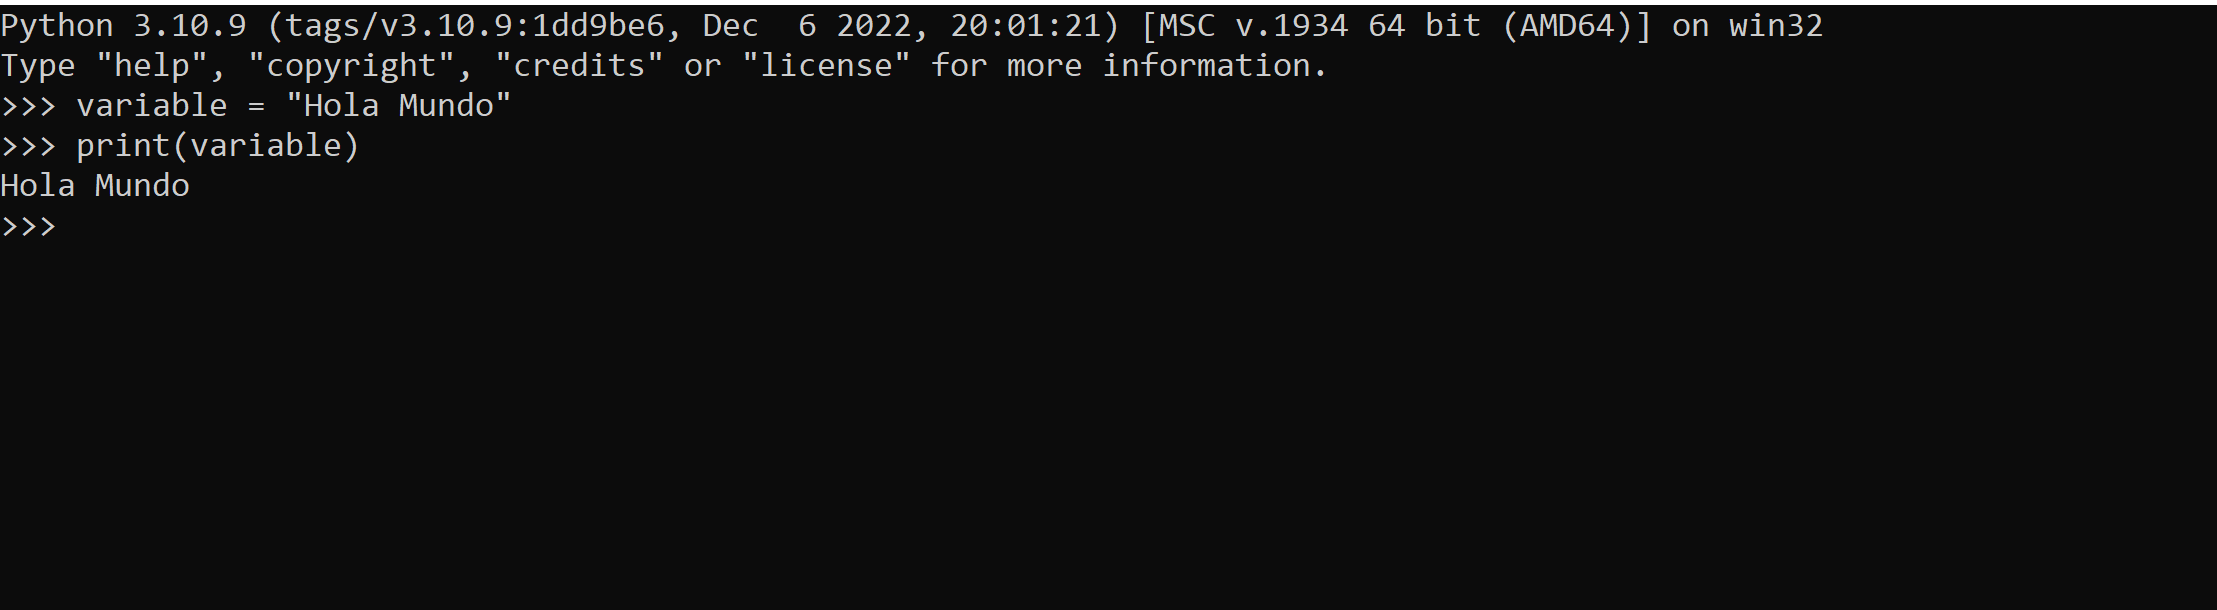 Python 3.10.9 (tags/v3.10.9:1dd9be6, Dec  6 2022, 20:01:21) [MSC v.1934 64 bit (AMD64)] on win32
Type "help", "copyright", "credits" or "license" for more information.
>>> variable = "Hola Mundo"
>>> print(variable)
Hola Mundo
>>>